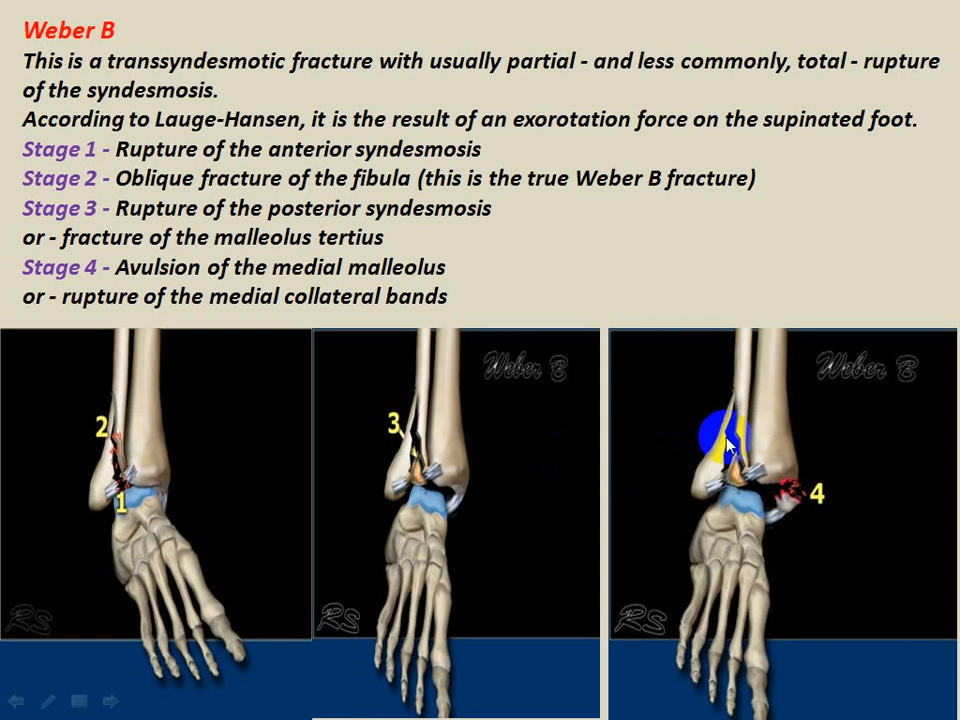 Weber B
This is a transsyndesmotic fracture with usually partial - and less commonly, total - rupture
of the syndesmosis.
According to Lauge-Hansen, it is the result of an exorotation force on the supinated foot.
Stage 1 - Rupture of the anterior syndesmosis
Stage 2 - Oblique fracture of the fibula (this is the true Weber B fracture)
Stage 3 - Rupture of the posterior syndesmosis
or - fracture of the malleolus tertius
Stage 4 - Avulsion of the medial malleolus
or - rupture of the medial collateral bands
2
1
RS
Weber B
3
RS
Weber B
4
RS